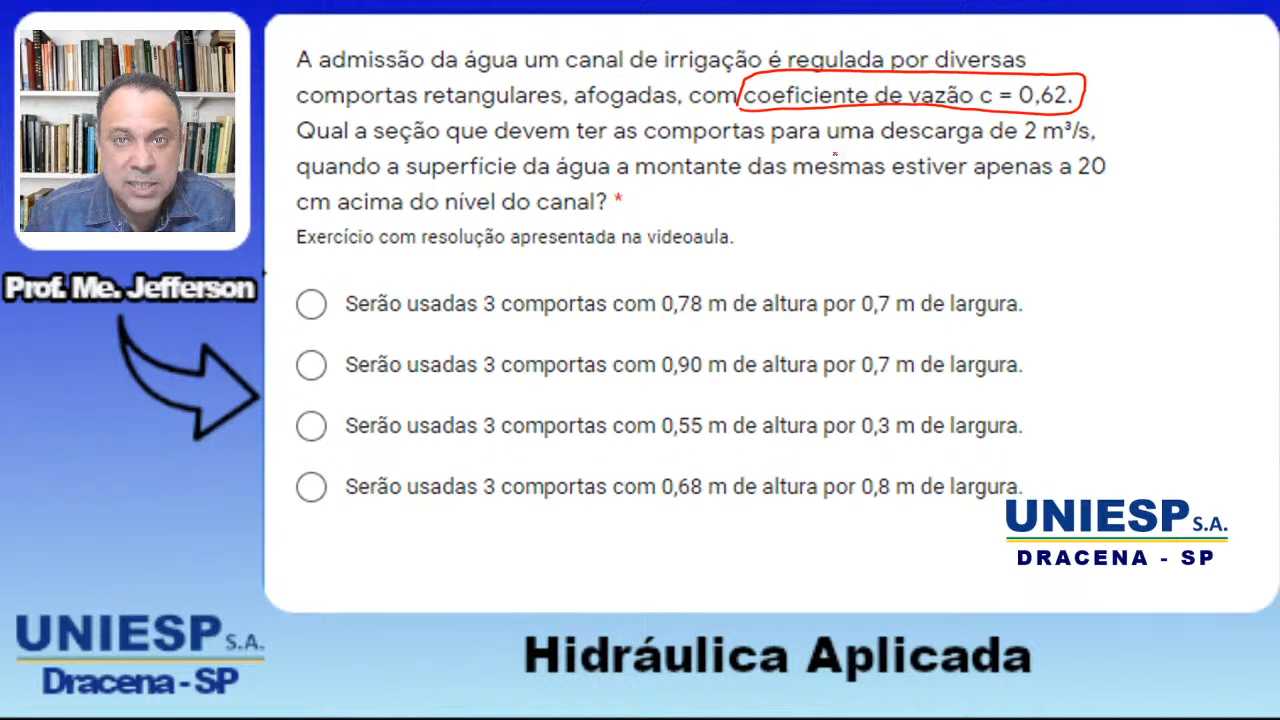 A admissão da água um canal de irrigação é regulada por diversas
comportas retangulares, afogadas, com coeficiente de vazão c = 0,62.
Qual a seção que devem ter as comportas para uma descarga de 2 m³/s,
quando a superfície da água a montante das mesmas estiver apenas a 20
cm acima do nível do canal? *
Exercício com resolução apresentada na videoaula.
Prof. Me. Jefferson
Serão usadas 3 comportas com 0,78 m de altura por 0,7 m de largura.
Serão usadas 3 comportas com 0,90 m de altura por 0,7 m de largura.
Serão usadas 3 comportas com 0,55 m de altura por 0,3 m de largura.
Serão usadas 3 comportas com 0,68 m de altura por 0,8 m de largura.
UNIESP S.A.
DRACENA - SP
UNIESP S.A.
Dracena - SP
Hidráulica Aplicada